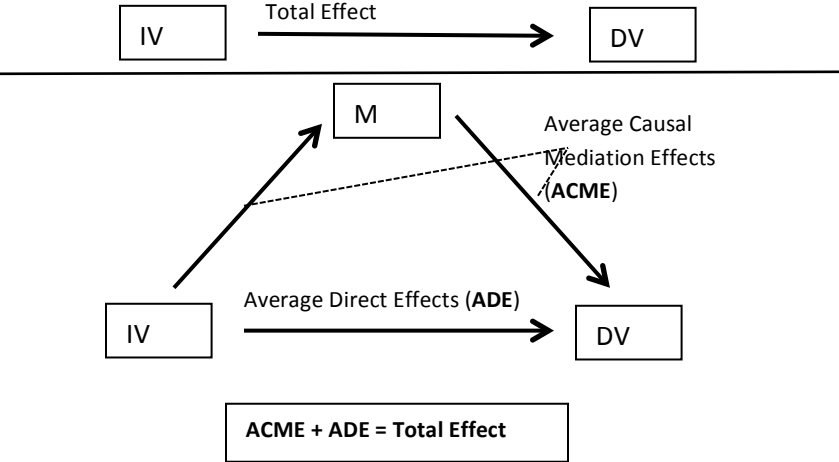 Total Effect
IV
DV
M
Average Causal
Mediation Effects
(ACME)
Average Direct Effects (ADE)
IV
DV
ACME + ADE = Total Effect